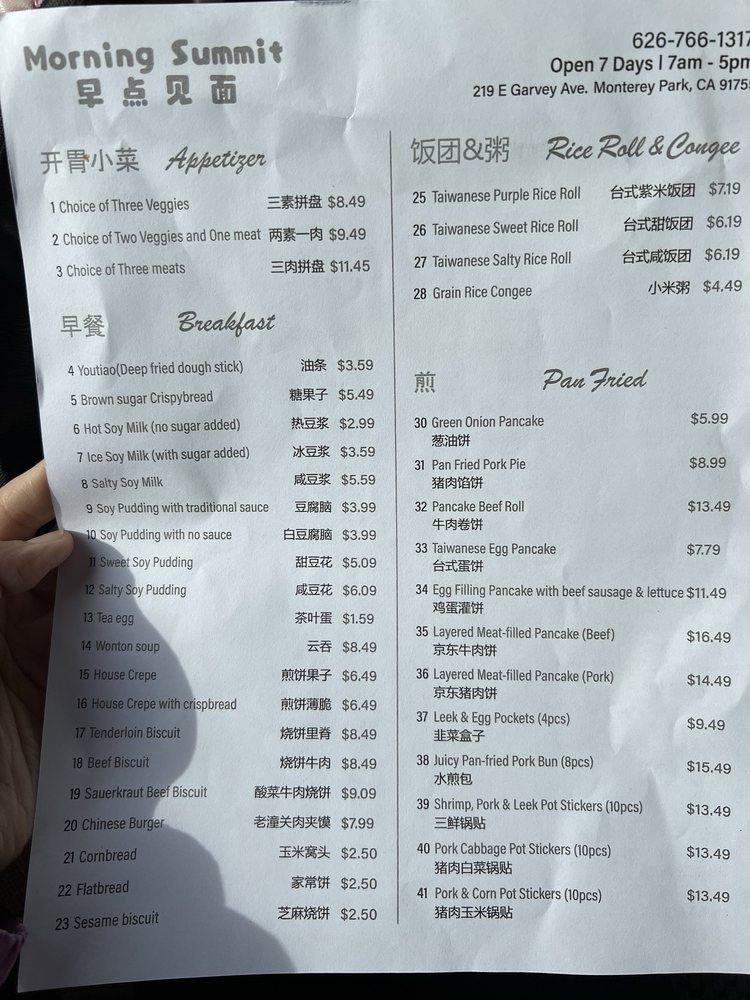 Morning Summit
早点见面
626-766-1317
Open 7 Days | 7am - 5pm
219 E Garvey Ave. Monterey Park, CA 91755
开胃小菜 Appetizer
1 Choice of Three Veggies 三素拼盘 $8.49
2 Choice of Two Veggies and One meat 两素一肉 $9.49
3 Choice of Three meats 三肉拼盘 $11.45
早餐 Breakfast
4 Youtiao(Deep fried dough stick) 油条 $3.59
5 Brown sugar Crispybread 糖果子 $5.49
6 Hot Soy Milk (no sugar added) 热豆浆 $2.99
7 Ice Soy Milk (with sugar added) 冰豆浆 $3.59
8 Salty Soy Milk 咸豆浆 $5.59
9 Soy Pudding with traditional sauce 豆腐脑 $3.99
10 Soy Pudding with no sauce 白豆腐脑 $3.99
11 Sweet Soy Pudding 甜豆花 $5.09
12 Salty Soy Pudding 咸豆花 $6.09
13 Tea egg 茶叶蛋 $1.59
14 Wonton soup 云吞 $8.49
15 House Crepe 煎饼果子 $6.49
16 House Crepe with crispbread 煎饼薄脆 $6.49
17 Tenderloin Biscuit 烧饼里脊 $8.49
18 Beef Biscuit 烧饼牛肉 $8.49
19 Sauerkraut Beef Biscuit 酸菜牛肉烧饼 $9.09
20 Chinese Burger 老潼关肉夹馍 $7.99
21 Cornbread 玉米窝头 $2.50
22 Flatbread 家常饼 $2.50
23 Sesame biscuit 芝麻烧饼 $2.50
饭团&粥 Rice Roll & Congee
25 Taiwanese Purple Rice Roll 台式紫米饭团 $7.19
26 Taiwanese Sweet Rice Roll 台式甜饭团 $6.19
27 Taiwanese Salty Rice Roll 台式咸饭团 $6.19
28 Grain Rice Congee 小米粥 $4.49
煎 Pan Fried
30 Green Onion Pancake $5.99
葱油饼
31 Pan Fried Pork Pie $8.99
猪肉馅饼
32 Pancake Beef Roll $13.49
牛肉卷饼
33 Taiwanese Egg Pancake $7.79
台式蛋饼
34 Egg Filling Pancake with beef sausage & lettuce $11.49
鸡蛋灌饼
35 Layered Meat-filled Pancake (Beef) $16.49
京东牛肉饼
36 Layered Meat-filled Pancake (Pork) $14.49
京东猪肉饼
37 Leek & Egg Pockets (4pcs) $9.49
韭菜盒子
38 Juicy Pan-fried Pork Bun (8pcs) $15.49
水煎包
39 Shrimp, Pork & Leek Pot Stickers (10pcs) $13.49
三鲜锅贴
40 Pork Cabbage Pot Stickers (10pcs) $13.49
猪肉白菜锅贴
41 Pork & Corn Pot Stickers (10pcs) $13.49
猪肉玉米锅贴